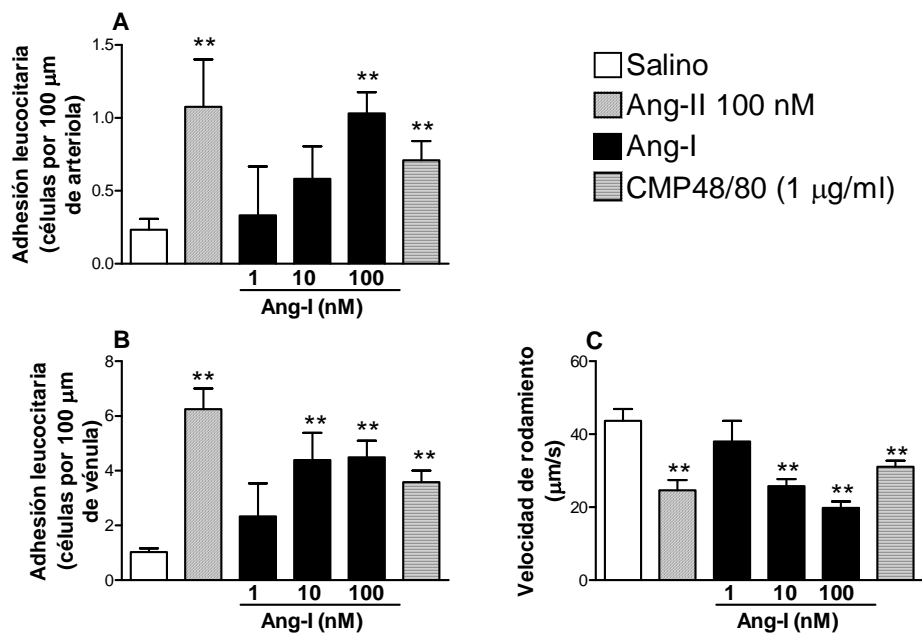 A
Adhesión leucocitaria
(células por 100 μm
de arteriola)
1.5
1.0
0.5
0.0
**
**
**
1 10 100
Ang-I (nM)
Salino
Ang-II 100 nM
Ang-I
CMP48/80 (1 μg/ml)
B
Adhesión leucocitaria
(células por 100 μm
de vénula)
8
6
4
2
0
**
**
**
**
1 10 100
Ang-I (nM)
C
Velocidad de rodamiento
(μm/s)
60
40
20
0
**
**
**
**
1 10 100
Ang-I (nM)